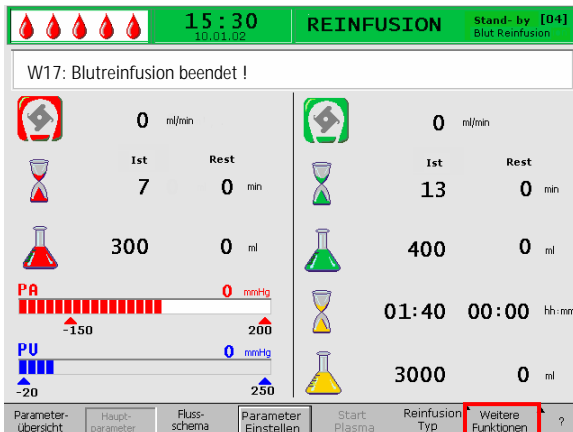 15:30
10.01.02
REINFUSION
Stand- by [04]
Blut Reinfusion
W17: Blutreinfusion beendet !
0 ml/min
0 ml/min
Ist Rest
7 0 min
Ist Rest
13 0 min
300 0 ml
400 0 ml
PA 0 mmHg
-150 200
01:40 00:00 hh:mm
PV 0 mmHg
-20 250
3000 0 ml
Parameter-
übersicht
Haupt-
parameter
Fluss-
schema
Parameter
Einstellen
Start
Plasma
Reinfusion
Typ
Weitere
Funktionen
?